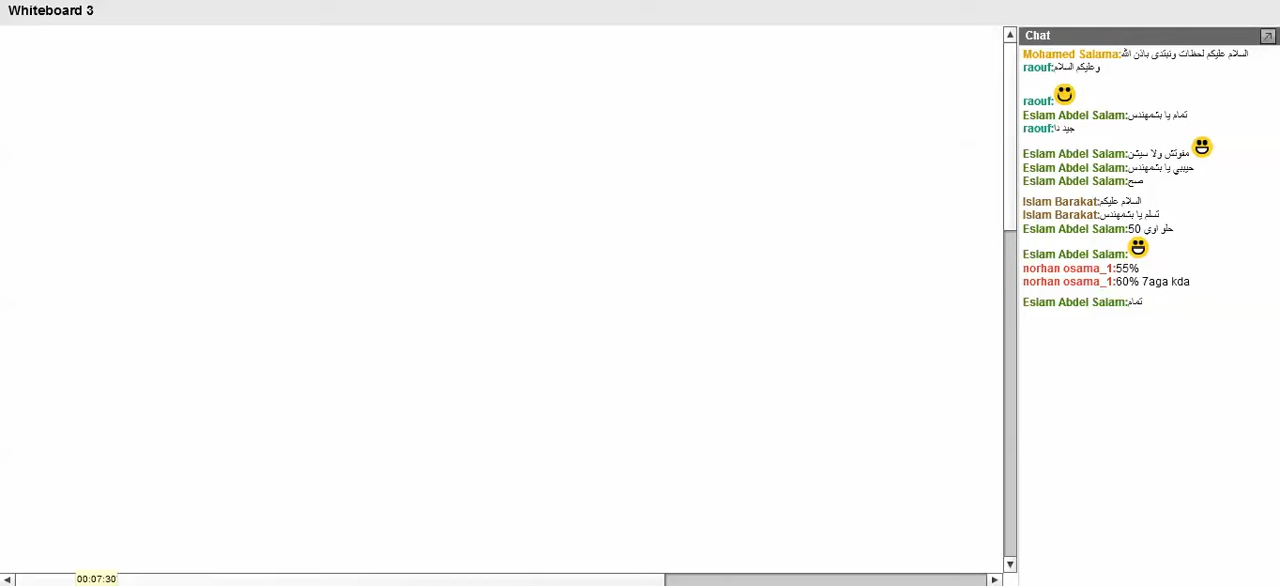 Whiteboard 3
Chat
Mohamed Salama:السلام عليكم لحظات ونبتدى باذن الله
raouf:وعليكم السلام
raouf:
Eslam Abdel Salam:تمام يا بشمهندس
raouf:جيد دا
Eslam Abdel Salam:مفوتش ولا سيشن
Eslam Abdel Salam:حبيبي يا بشمهندس
Eslam Abdel Salam:صح
Islam Barakat:السلام عليكم
Islam Barakat:تسلم يا بشمهندس
Eslam Abdel Salam:50 حلو اوي
Eslam Abdel Salam:
norhan osama_1:55%
norhan osama_1:60% 7aga kda
Eslam Abdel Salam:تمام
00:07:30